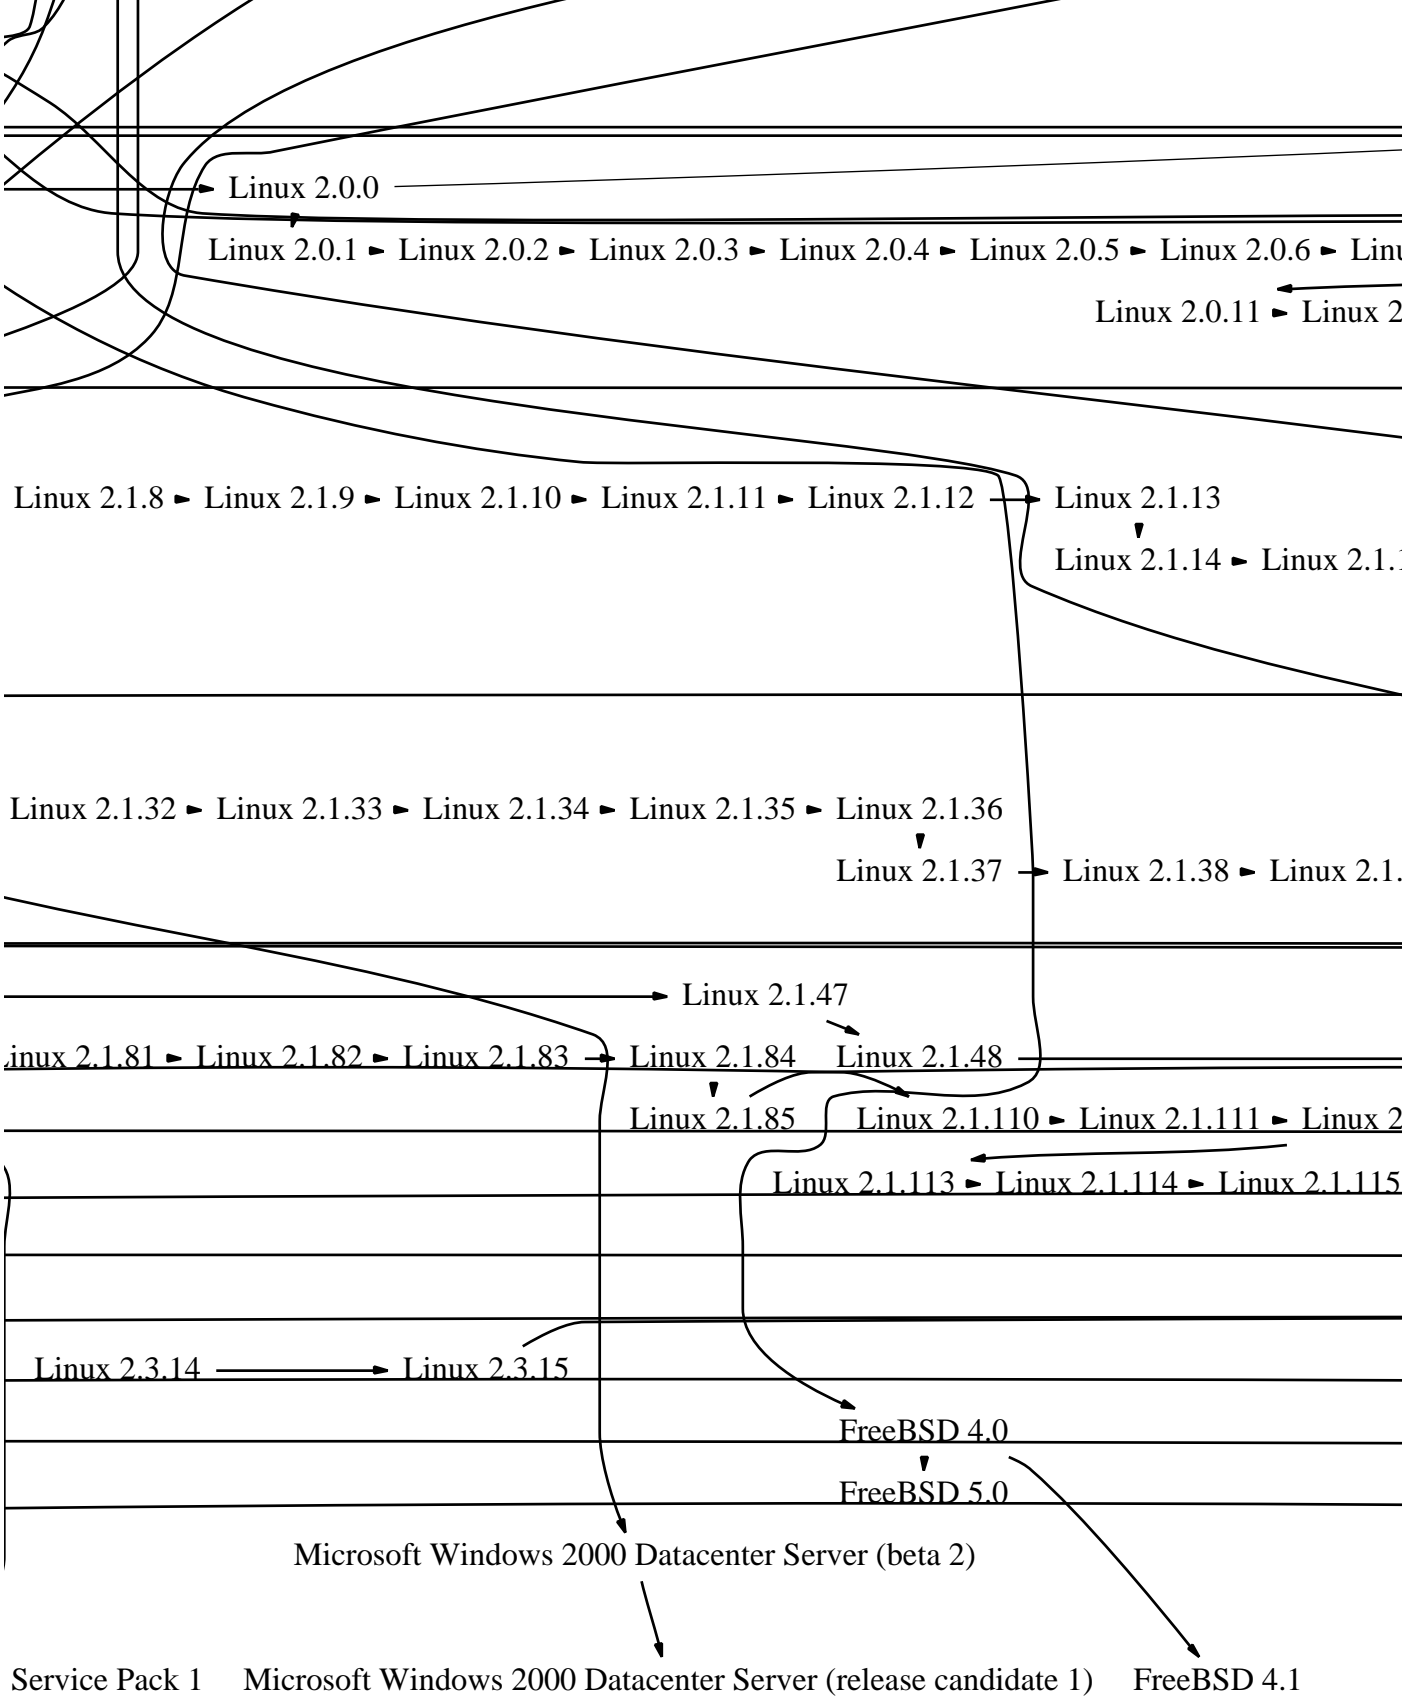 Linux 2.0.0
Linux 2.0.1 Linux 2.0.2 Linux 2.0.3 Linux 2.0.4 Linux 2.0.5 Linux 2.0.6
Linux 2.0.11 Linux
Linux 2.1.8 Linux 2.1.9 Linux 2.1.10 Linux 2.1.11 Linux 2.1.12 Linux 2.1.13
Linux 2.1.14 Linux
Linux 2.1.32 Linux 2.1.33 Linux 2.1.34 Linux 2.1.35 Linux 2.1.36
Linux 2.1.37 Linux 2.1.38 Linux 2.1.
Linux 2.1.47
Linux 2.1.81 Linux 2.1.82 Linux 2.1.83 Linux 2.1.84 Linux 2.1.48
Linux 2.1.85 Linux 2.1.110 Linux 2.1.111 Linux 2
Linux 2.1.113 Linux 2.1.114 Linux 2.1.115
Linux 2.3.14 Linux 2.3.15
FreeBSD 4.0
FreeBSD 5.0
Microsoft Windows 2000 Datacenter Server (beta 2)
Service Pack 1 Microsoft Windows 2000 Datacenter Server (release candidate 1) FreeBSD 4.1